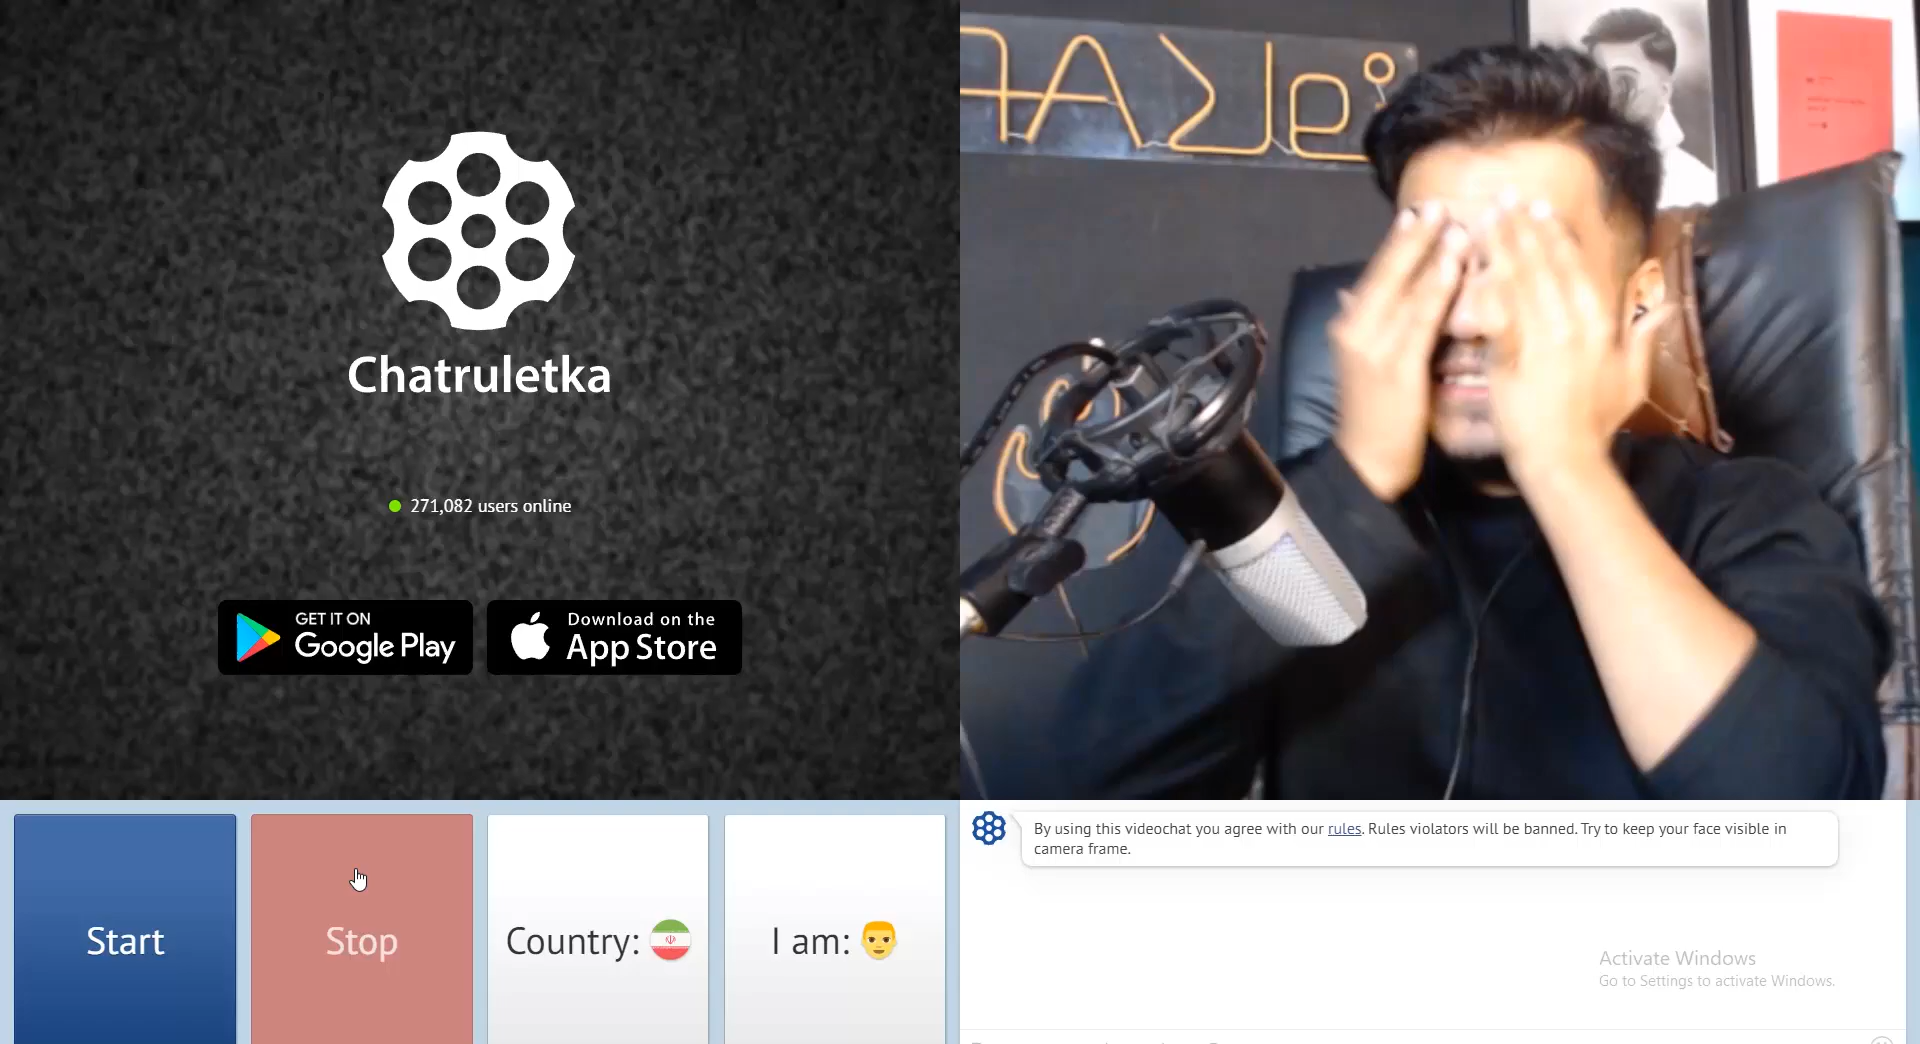 Chatruletka
271,082 users online
GET IT ON
Google Play
Download on the
App Store
Start
Stop
Country:
I am:
By using this videochat you agree with our rules. Rules violators will be banned. Try to keep your face visible in
camera frame.
Activate Windows
Go to Settings to activate Windows.